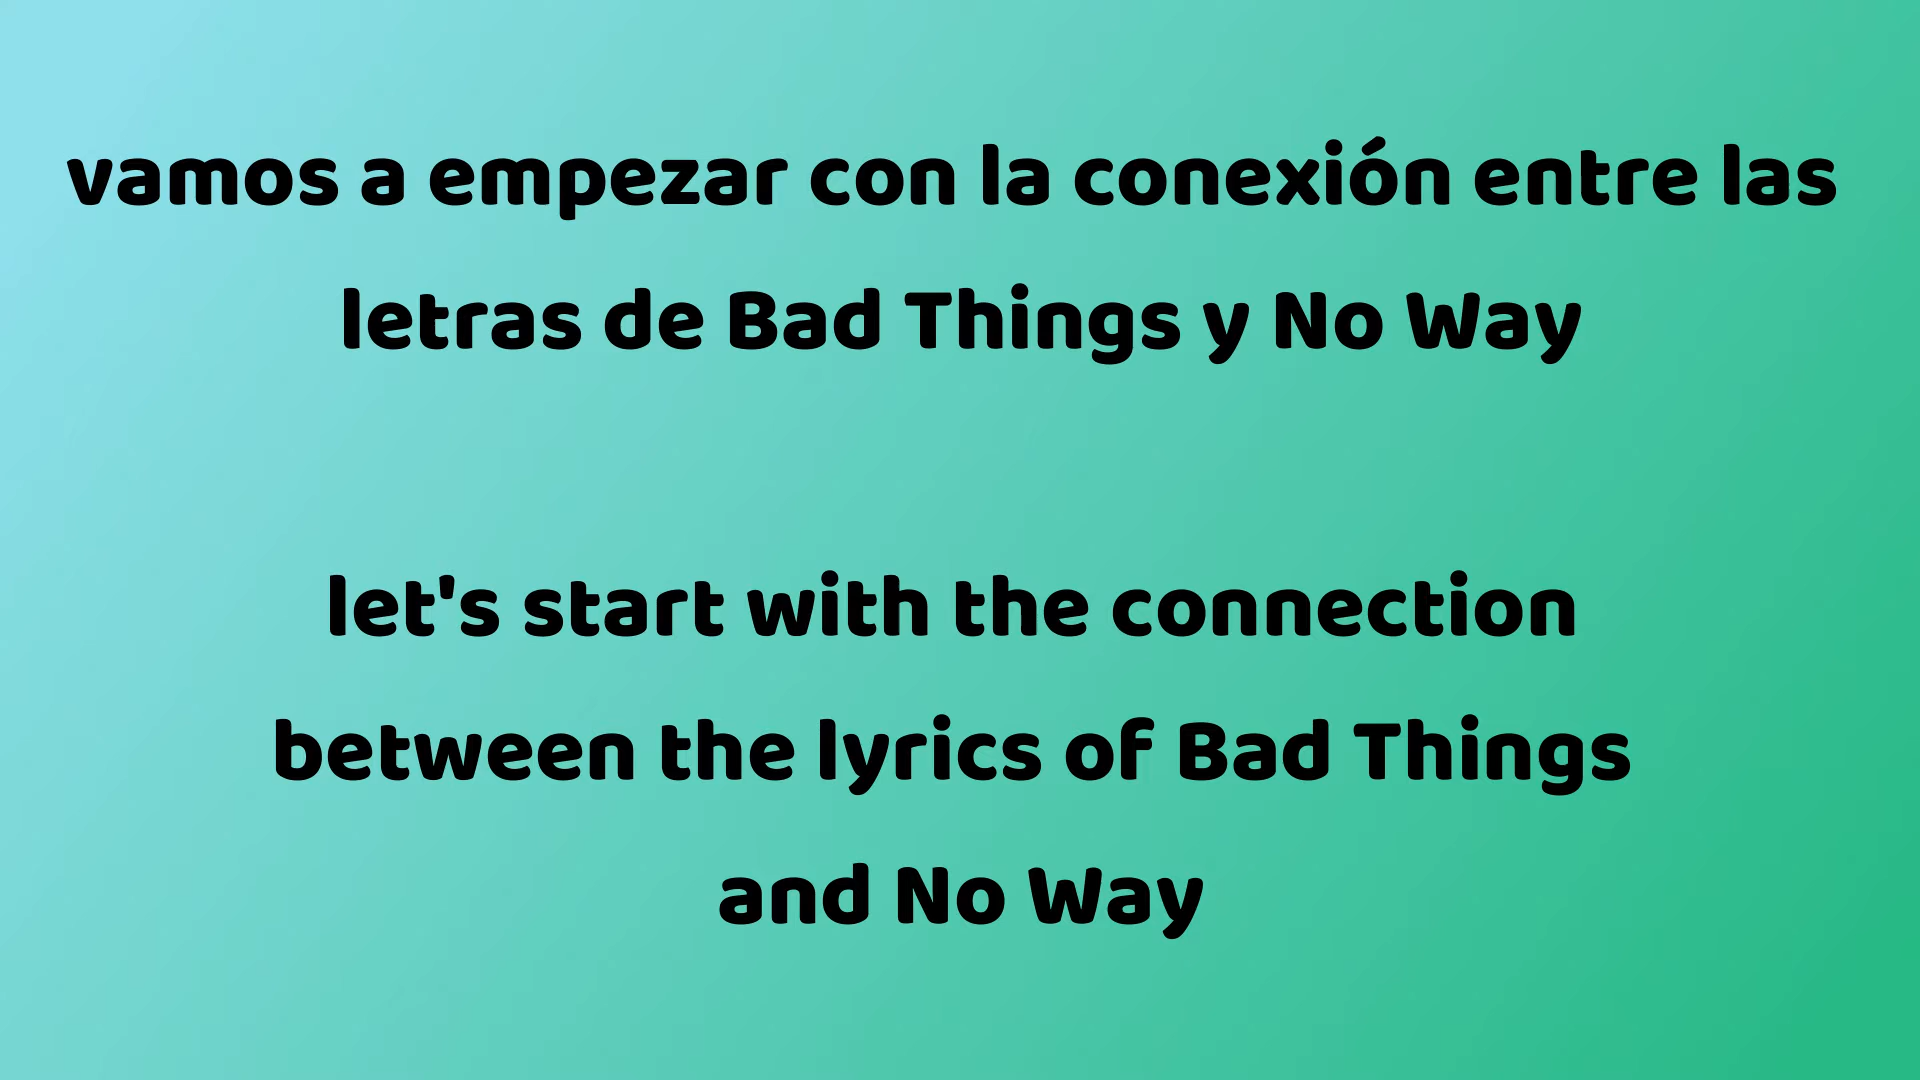 vamos a empezar con la conexión entre las
letras de Bad Things y No Way
let's start with the connection
between the lyrics of Bad Things
and No Way